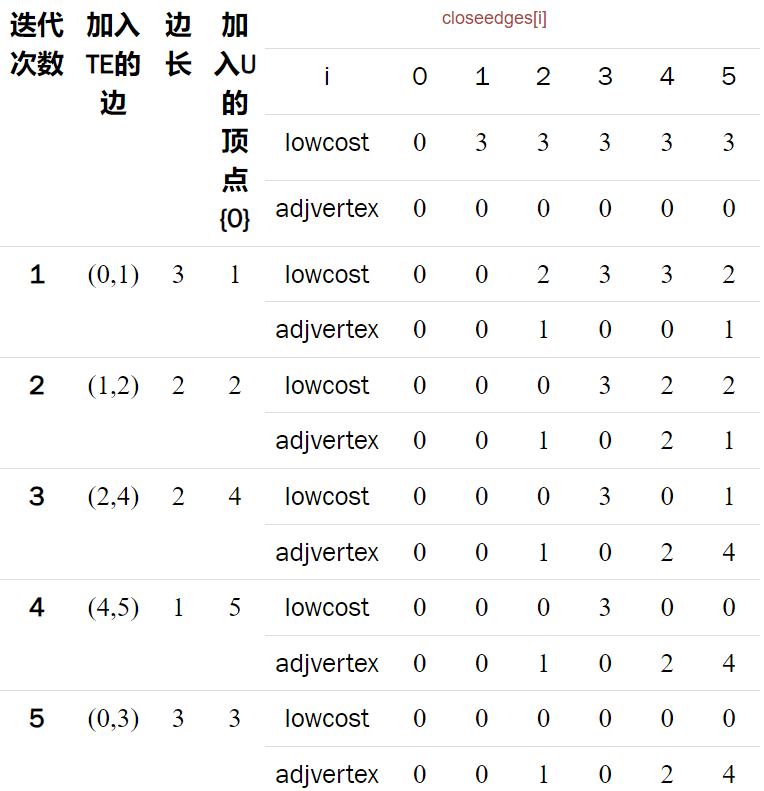 迭代次数 加入TE的边 边长 加入U的顶点{0} closeedges[i]
i 0 1 2 3 4 5
lowcost 0 3 3 3 3 3
adjvertex 0 0 0 0 0 0
1 (0,1) 3 1 lowcost 0 0 2 3 3 2
adjvertex 0 0 1 0 0 1
2 (1,2) 2 2 lowcost 0 0 0 3 2 2
adjvertex 0 0 1 0 2 1
3 (2,4) 2 4 lowcost 0 0 0 3 0 1
adjvertex 0 0 1 0 2 4
4 (4,5) 1 5 lowcost 0 0 0 3 0 0
adjvertex 0 0 1 0 2 4
5 (0,3) 3 3 lowcost 0 0 0 0 0 0
adjvertex 0 0 1 0 2 4